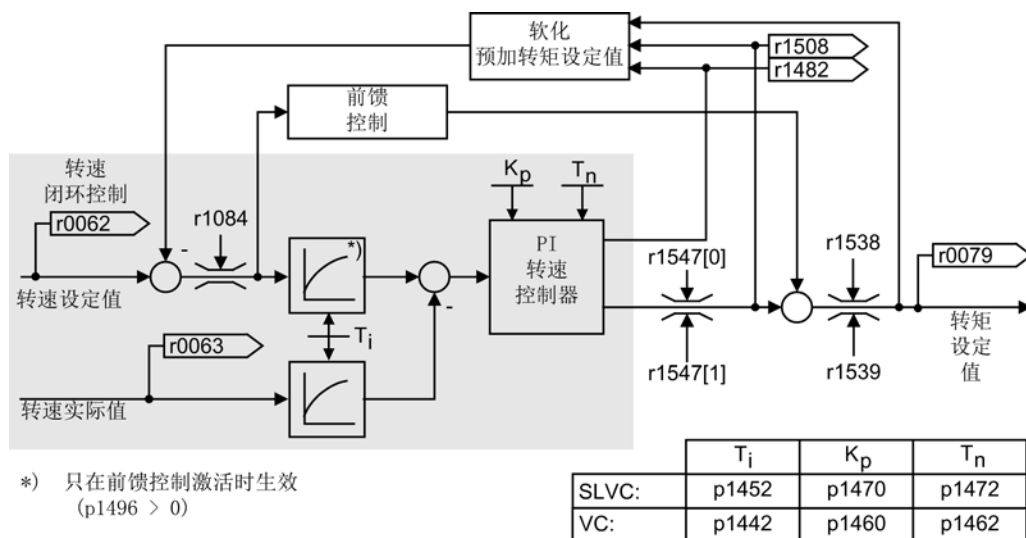 软化
预加转矩设定值
r1508
r1482
前馈
控制
转速
闭环控制
r0062
r1084
Kp
Tn
*)
PI
转速
控制器
r1547[0]
r1538
r0079
转速设定值
-
-
Ti
r0063
r1547[1]
r1539
转矩
设定
值
转速实际值
*) 只在前馈控制激活时生效
(p1496 > 0)
Ti Kp Tn
SLVC: p1452 p1470 p1472
VC: p1442 p1460 p1462